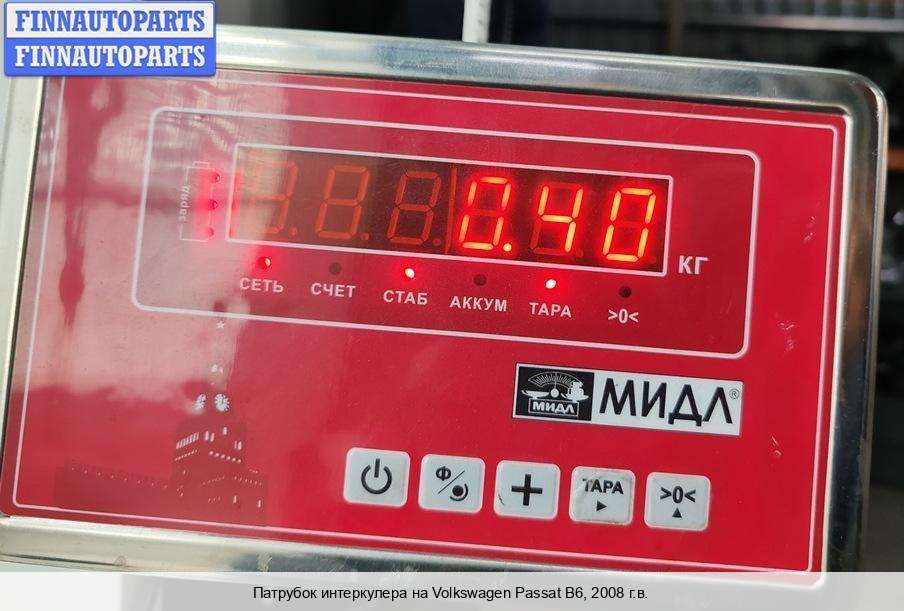 FINNAUTOPARTS
FINNAUTOPARTS
заряд
0.40
КГ
СЕТЬ СЧЕТ СТАБ АККУМ ТАРА >0<
МИДЛ МИДЛ®
Ф ТАРА >0<
Патрубок интеркулера на Volkswagen Passat B6, 2008 г.в.